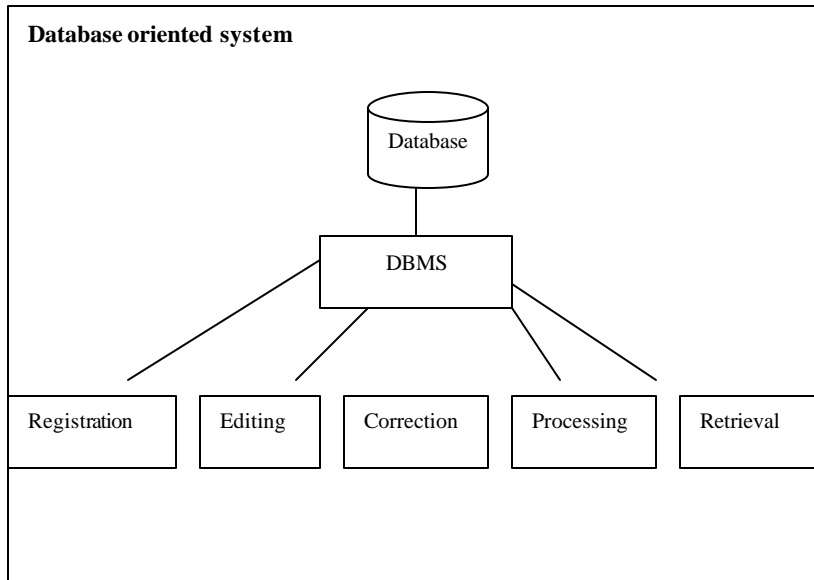 Database oriented system
Database
DBMS
Registration
Editing
Correction
Processing
Retrieval